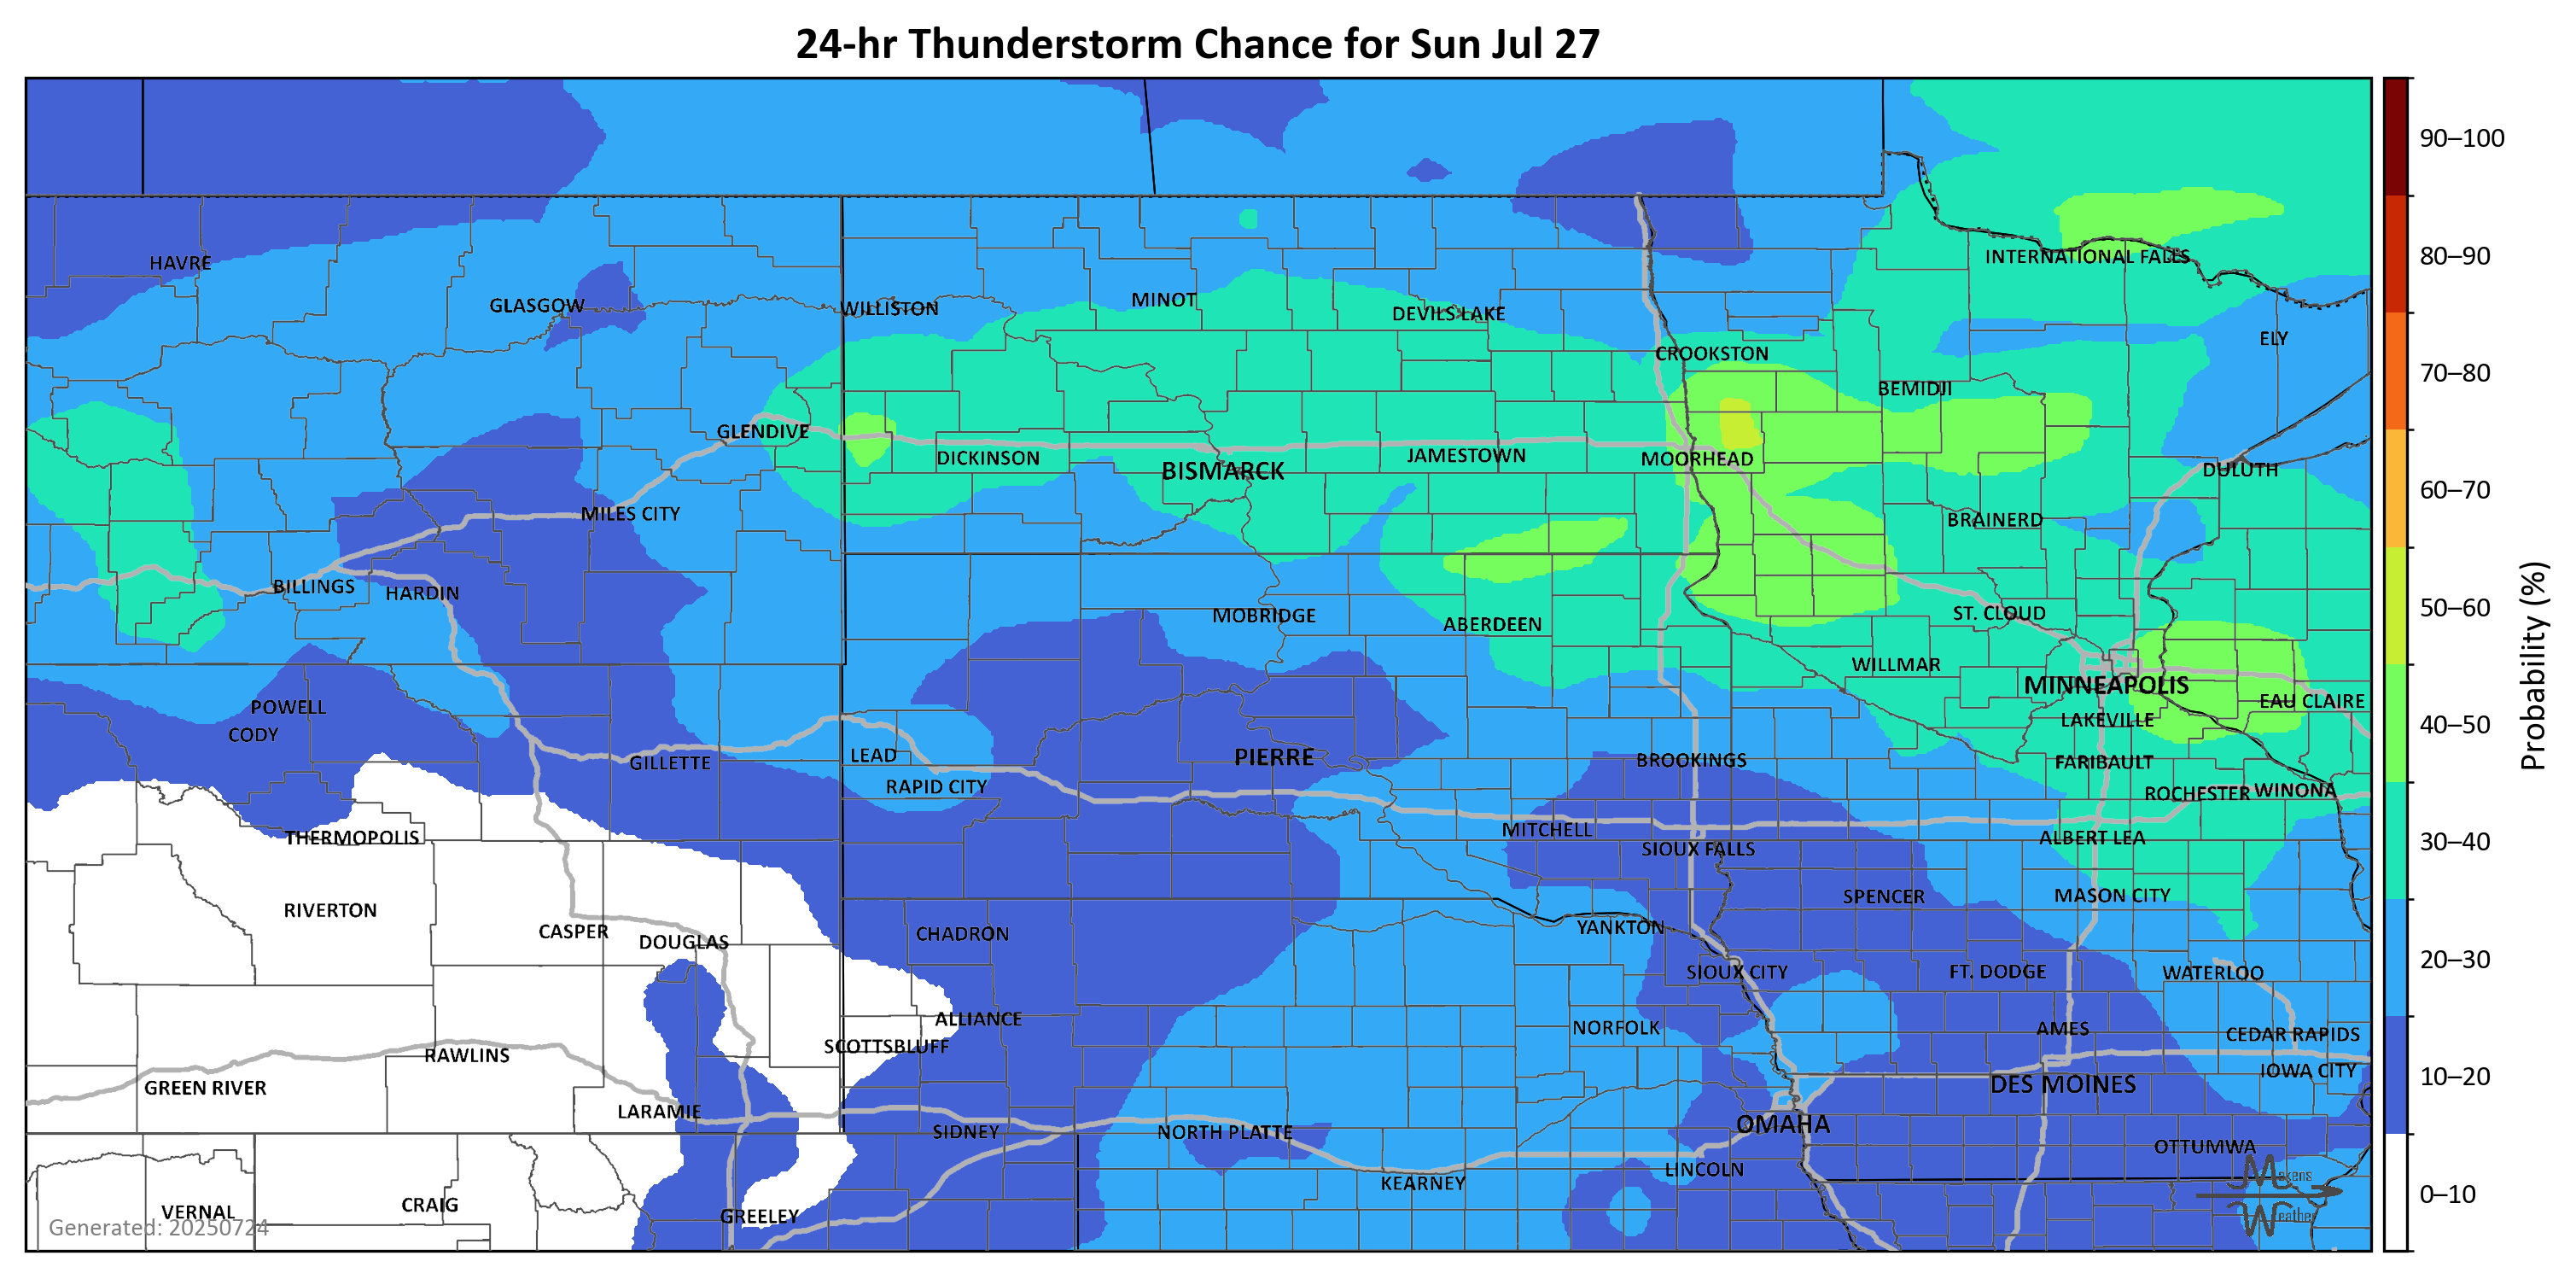 24-hr Thunderstorm Chance for Sun Jul 27
90–100
80–90
70–80
60–70
50–60
40–50
30–40
20–30
10–20
0–10
Probability (%)
HAVRE
INTERNATIONAL FALLS
GLASGOW
WILLISTON
MINOT
DEVILS LAKE
ELY
CROOKSTON
BEMIDJI
GLENDIVE
DICKINSON
BISMARCK
JAMESTOWN
MOORHEAD
DULUTH
MILES CITY
BRAINERD
BILLINGS
HARDIN
MOBRIDGE
ABERDEEN
ST. CLOUD
WILLMAR
MINNEAPOLIS
EAU CLAIRE
POWELL
CODY
LAKEVILLE
GILLETTE
LEAD
PIERRE
BROOKINGS
FARIBAULT
RAPID CITY
ROCHESTER
WINONA
THERMOPOLIS
MITCHELL
ALBERT LEA
SIOUX FALLS
RIVERTON
SPENCER
MASON CITY
CASPER
DOUGLAS
CHADRON
YANKTON
SIOUX CITY
FT. DODGE
WATERLOO
ALLIANCE
NORFOLK
AMES
CEDAR RAPIDS
SCOTTSBLUFF
RAWLINS
GREEN RIVER
DES MOINES
IOWA CITY
LARAMIE
SIDNEY
NORTH PLATTE
OMAHA
OTTUMWA
LINCOLN
KEARNEY
VERNAL
CRAIG
GREELEY
Generated: 20250724
Makens
Weather